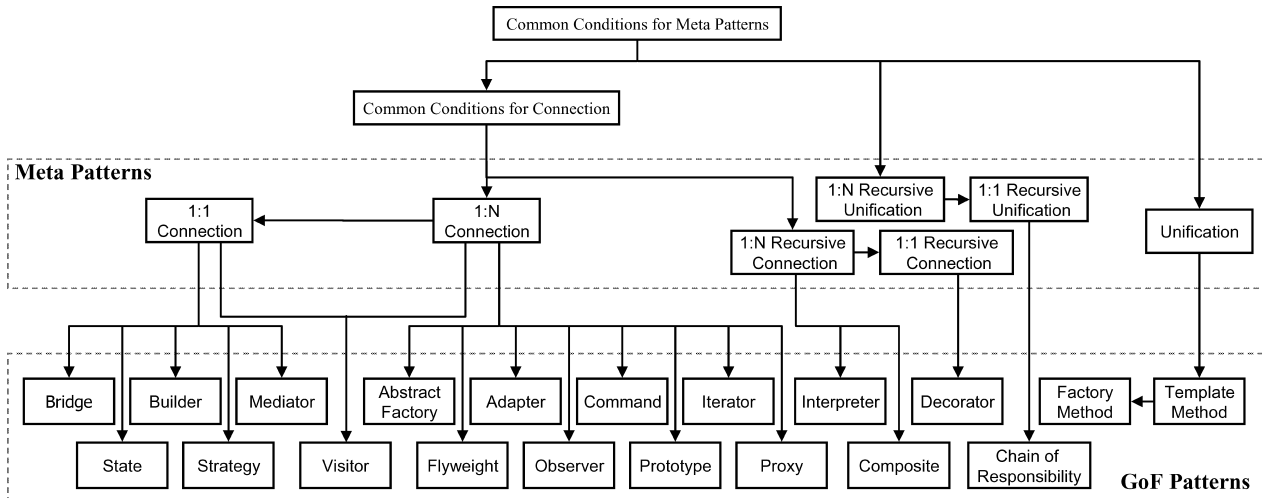 Common Conditions for Meta Patterns
Common Conditions for Connection
Meta Patterns
1:1
Connection
1:N
Connection
1:N Recursive
Unification
1:1 Recursive
Unification
1:N Recursive
Connection
1:1 Recursive
Connection
Unification
Bridge
Builder
Mediator
Abstract
Factory
Adapter
Command
Iterator
Interpreter
Decorator
Factory
Method
Template
Method
State
Strategy
Visitor
Flyweight
Observer
Prototype
Proxy
Composite
Chain of
Responsibility
GoF Patterns